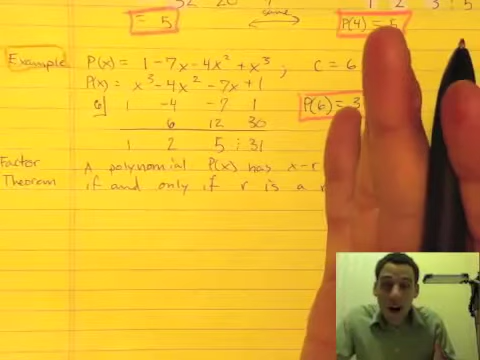 = 5 same P(4) = 5
Example P(x) = 1-7x-4x²+x³ ; c = 6
P(x) = x³-4x²-7x+1
6 1 -4 -7 1 P(6) = 3
6 12 30
1 2 5 31
Factor A polynomial P(x) has x-r
Theorem if and only if r is a